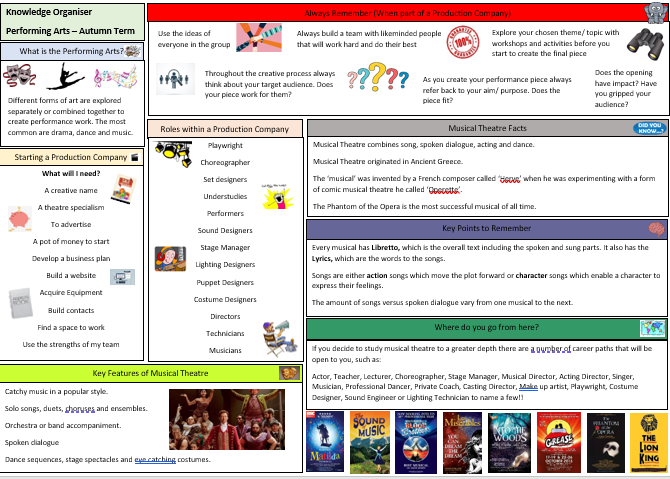 Knowledge Organiser
Performing Arts – Autumn Term
What is the Performing Arts?
Different forms of art are explored
separately or combined together to
create performance work. The most
common are drama, dance and music.
Starting a Production Company
What will I need?
A creative name
A theatre specialism
To advertise
A pot of money to start
Develop a business plan
Build a website
Acquire Equipment
Build contacts
Find a space to work
Use the strengths of my team
Always Remember (When part of a Production Company)
Use the ideas of
everyone in the group
Always build a team with likeminded people
that will work hard and do their best
100%
Explore your chosen theme/ topic with
workshops and activities before you
start to create the final piece
Throughout the creative process always
think about your target audience. Does
your piece work for them?
As you create your performance piece always
refer back to your aim/ purpose. Does the
piece fit?
Does the opening
have impact? Have
you gripped your
audience?
Roles within a Production Company
Playwright
Choreographer
Set designers
Understudies
Performers
Sound Designers
Stage Manager
Lighting Designers
Puppet Designers
Costume Designers
Directors
Technicians
Musicians
Musical Theatre Facts
DID YOU KNOW...?
Musical Theatre combines song, spoken dialogue, acting and dance.
Musical Theatre originated in Ancient Greece.
The ‘musical’ was invented by a French composer called ‘Herve’ when he was experimenting with a form
of comic musical theatre he called ‘Operette’.
The Phantom of the Opera is the most successful musical of all time.
Key Points to Remember
Every musical has Libretto, which is the overall text including the spoken and sung parts. It also has the
Lyrics, which are the words to the songs.
Songs are either action songs which move the plot forward or character songs which enable a character to
express their feelings.
The amount of songs versus spoken dialogue vary from one musical to the next.
Where do you go from here?
If you decide to study musical theatre to a greater depth there are a number of career paths that will be
open to you, such as:
Actor, Teacher, Lecturer, Choreographer, Stage Manager, Musical Director, Acting Director, Singer,
Musician, Professional Dancer, Private Coach, Casting Director, Make up artist, Playwright, Costume
Designer, Sound Engineer or Lighting Technician to name a few!!
Key Features of Musical Theatre
Catchy music in a popular style.
Solo songs, duets, choruses and ensembles.
Orchestra or band accompaniment.
Spoken dialogue
Dance sequences, stage spectacles and eye catching costumes.
Matilda
THE SOUND OF MUSIC
BLOOD BROTHERS
Les Misérables
INTO THE WOODS
GREASE
THE PHANTOM OF THE OPERA
THE LION KING